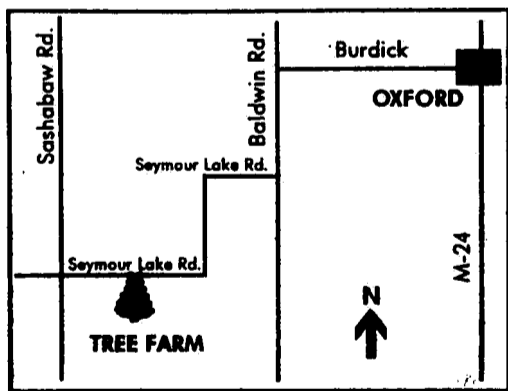 Sashabaw Rd.
Baldwin Rd.
Burdick
OXFORD
Seymour Lake Rd.
Seymour Lake Rd.
M-24
N
TREE FARM